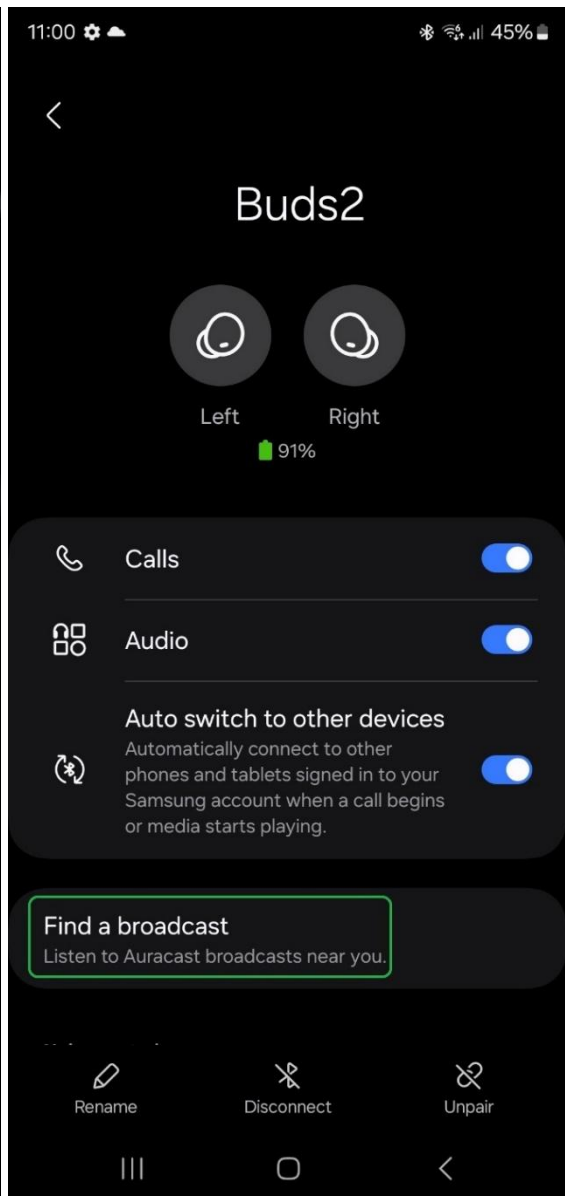 11:00 45%
Buds2
Left Right
91%
Calls
Audio
Auto switch to other devices
Automatically connect to other
phones and tablets signed in to your
Samsung account when a call begins
or media starts playing.
Find a broadcast
Listen to Auracast broadcasts near you.
Rename Disconnect Unpair